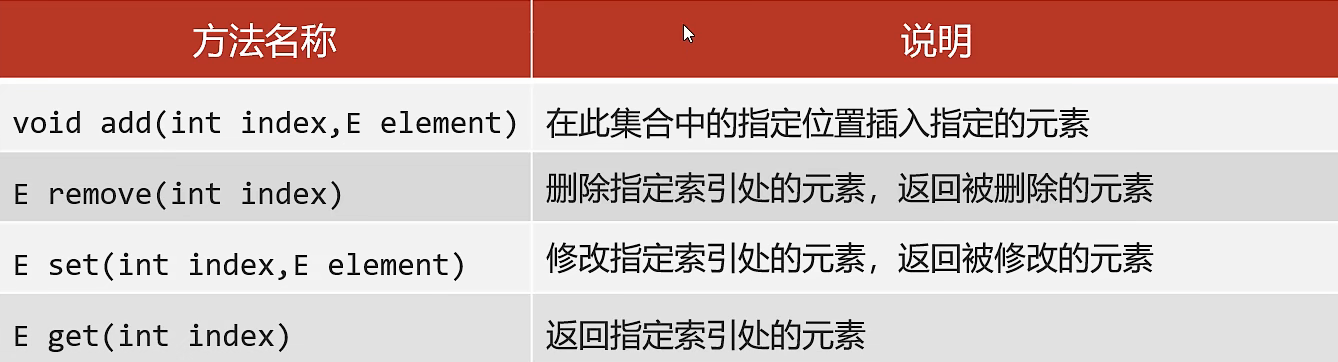 方法名称 说明
void add(int index,E element) 在此集合中的指定位置插入指定的元素
E remove(int index) 删除指定索引处的元素，返回被删除的元素
E set(int index,E element) 修改指定索引处的元素，返回被修改的元素
E get(int index) 返回指定索引处的元素